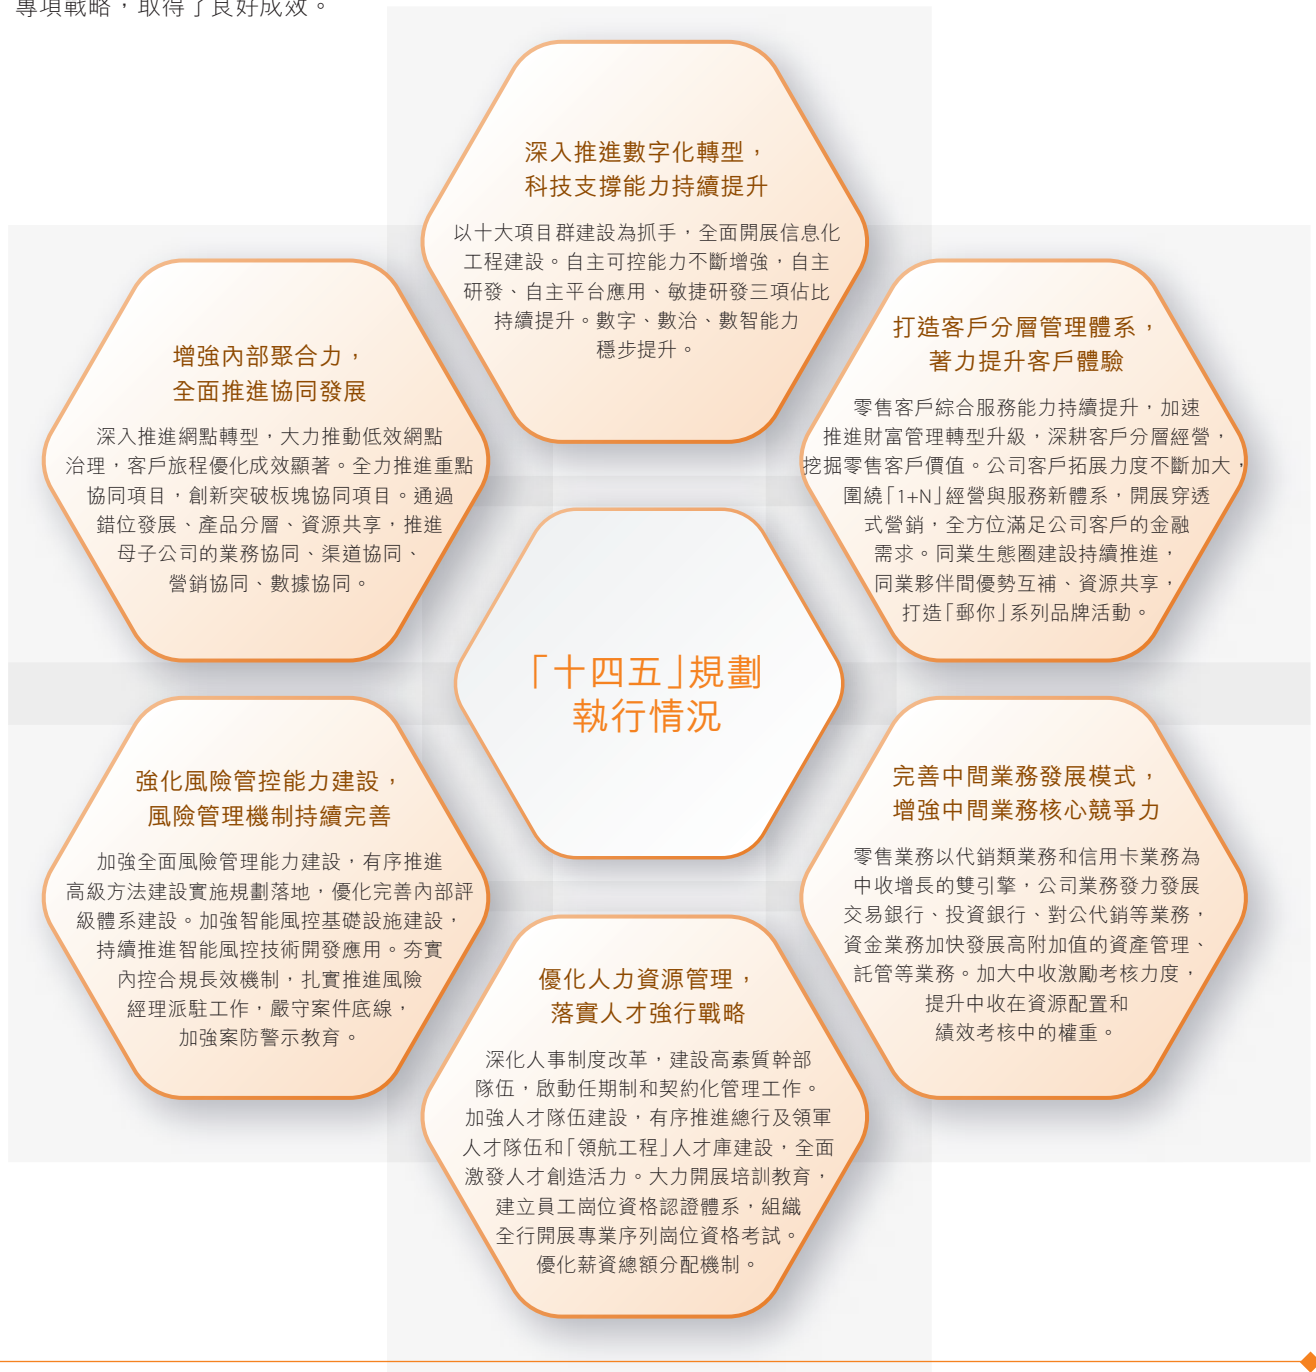 專項戰略，取得了良好成效。
深入推進數字化轉型，
科技支撐能力持續提升
以十大項目群建設為抓手，全面開展信息化
工程建設。自主可控能力不斷增強，自主
研發、自主平台應用、敏捷研發三項佔比
持續提升。數字、數治、數智能力
穩步提升。
增強內部聚合力，
全面推進協同發展
深入推進網點轉型，大力推動低效網點
治理，客戶旅程優化成效顯著。全力推進重點
協同項目，創新突破板塊協同項目。通過
錯位發展、產品分層、資源共享，推進
母子公司的業務協同、渠道協同、
營銷協同、數據協同。
打造客戶分層管理體系，
著力提升客戶體驗
零售客戶綜合服務能力持續提升，加速
推進財富管理轉型升級，深耕客戶分層經營，
挖掘零售客戶價值。公司客戶拓展力度不斷加大，
圍繞「1+N」經營與服務新體系，開展穿透
式營銷，全方位滿足公司客戶的金融
需求。同業生態圈建設持續推進，
同業夥伴間優勢互補、資源共享，
打造「郵你」系列品牌活動。
「十四五」規劃
執行情況
強化風險管控能力建設，
風險管理機制持續完善
加強全面風險管理能力建設，有序推進
高級方法建設實施規劃落地，優化完善內部評
級體系建設。加強智能風控基礎設施建設，
持續推進智能風控技術開發應用。夯實
內控合規長效機制，扎實推進風險
經理派駐工作，嚴守案件底線，
加強案防警示教育。
完善中間業務發展模式，
增強中間業務核心競爭力
零售業務以代銷類業務和信用卡業務為
中收增長的雙引擎，公司業務發力發展
交易銀行、投資銀行、對公代銷等業務，
資金業務加快發展高附加值的資產管理、
託管等業務。加大中收激勵考核力度，
提升中收在資源配置和
績效考核中的權重。
優化人力資源管理，
落實人才強行戰略
深化人事制度改革，建設高素質幹部
隊伍，啟動任期制和契約化管理工作。
加強人才隊伍建設，有序推進總行及領軍
人才隊伍和「領航工程」人才庫建設，全面
激發人才創造活力。大力開展培訓教育，
建立員工崗位資格認證體系，組織
全行開展專業序列崗位資格考試。
優化薪資總額分配機制。